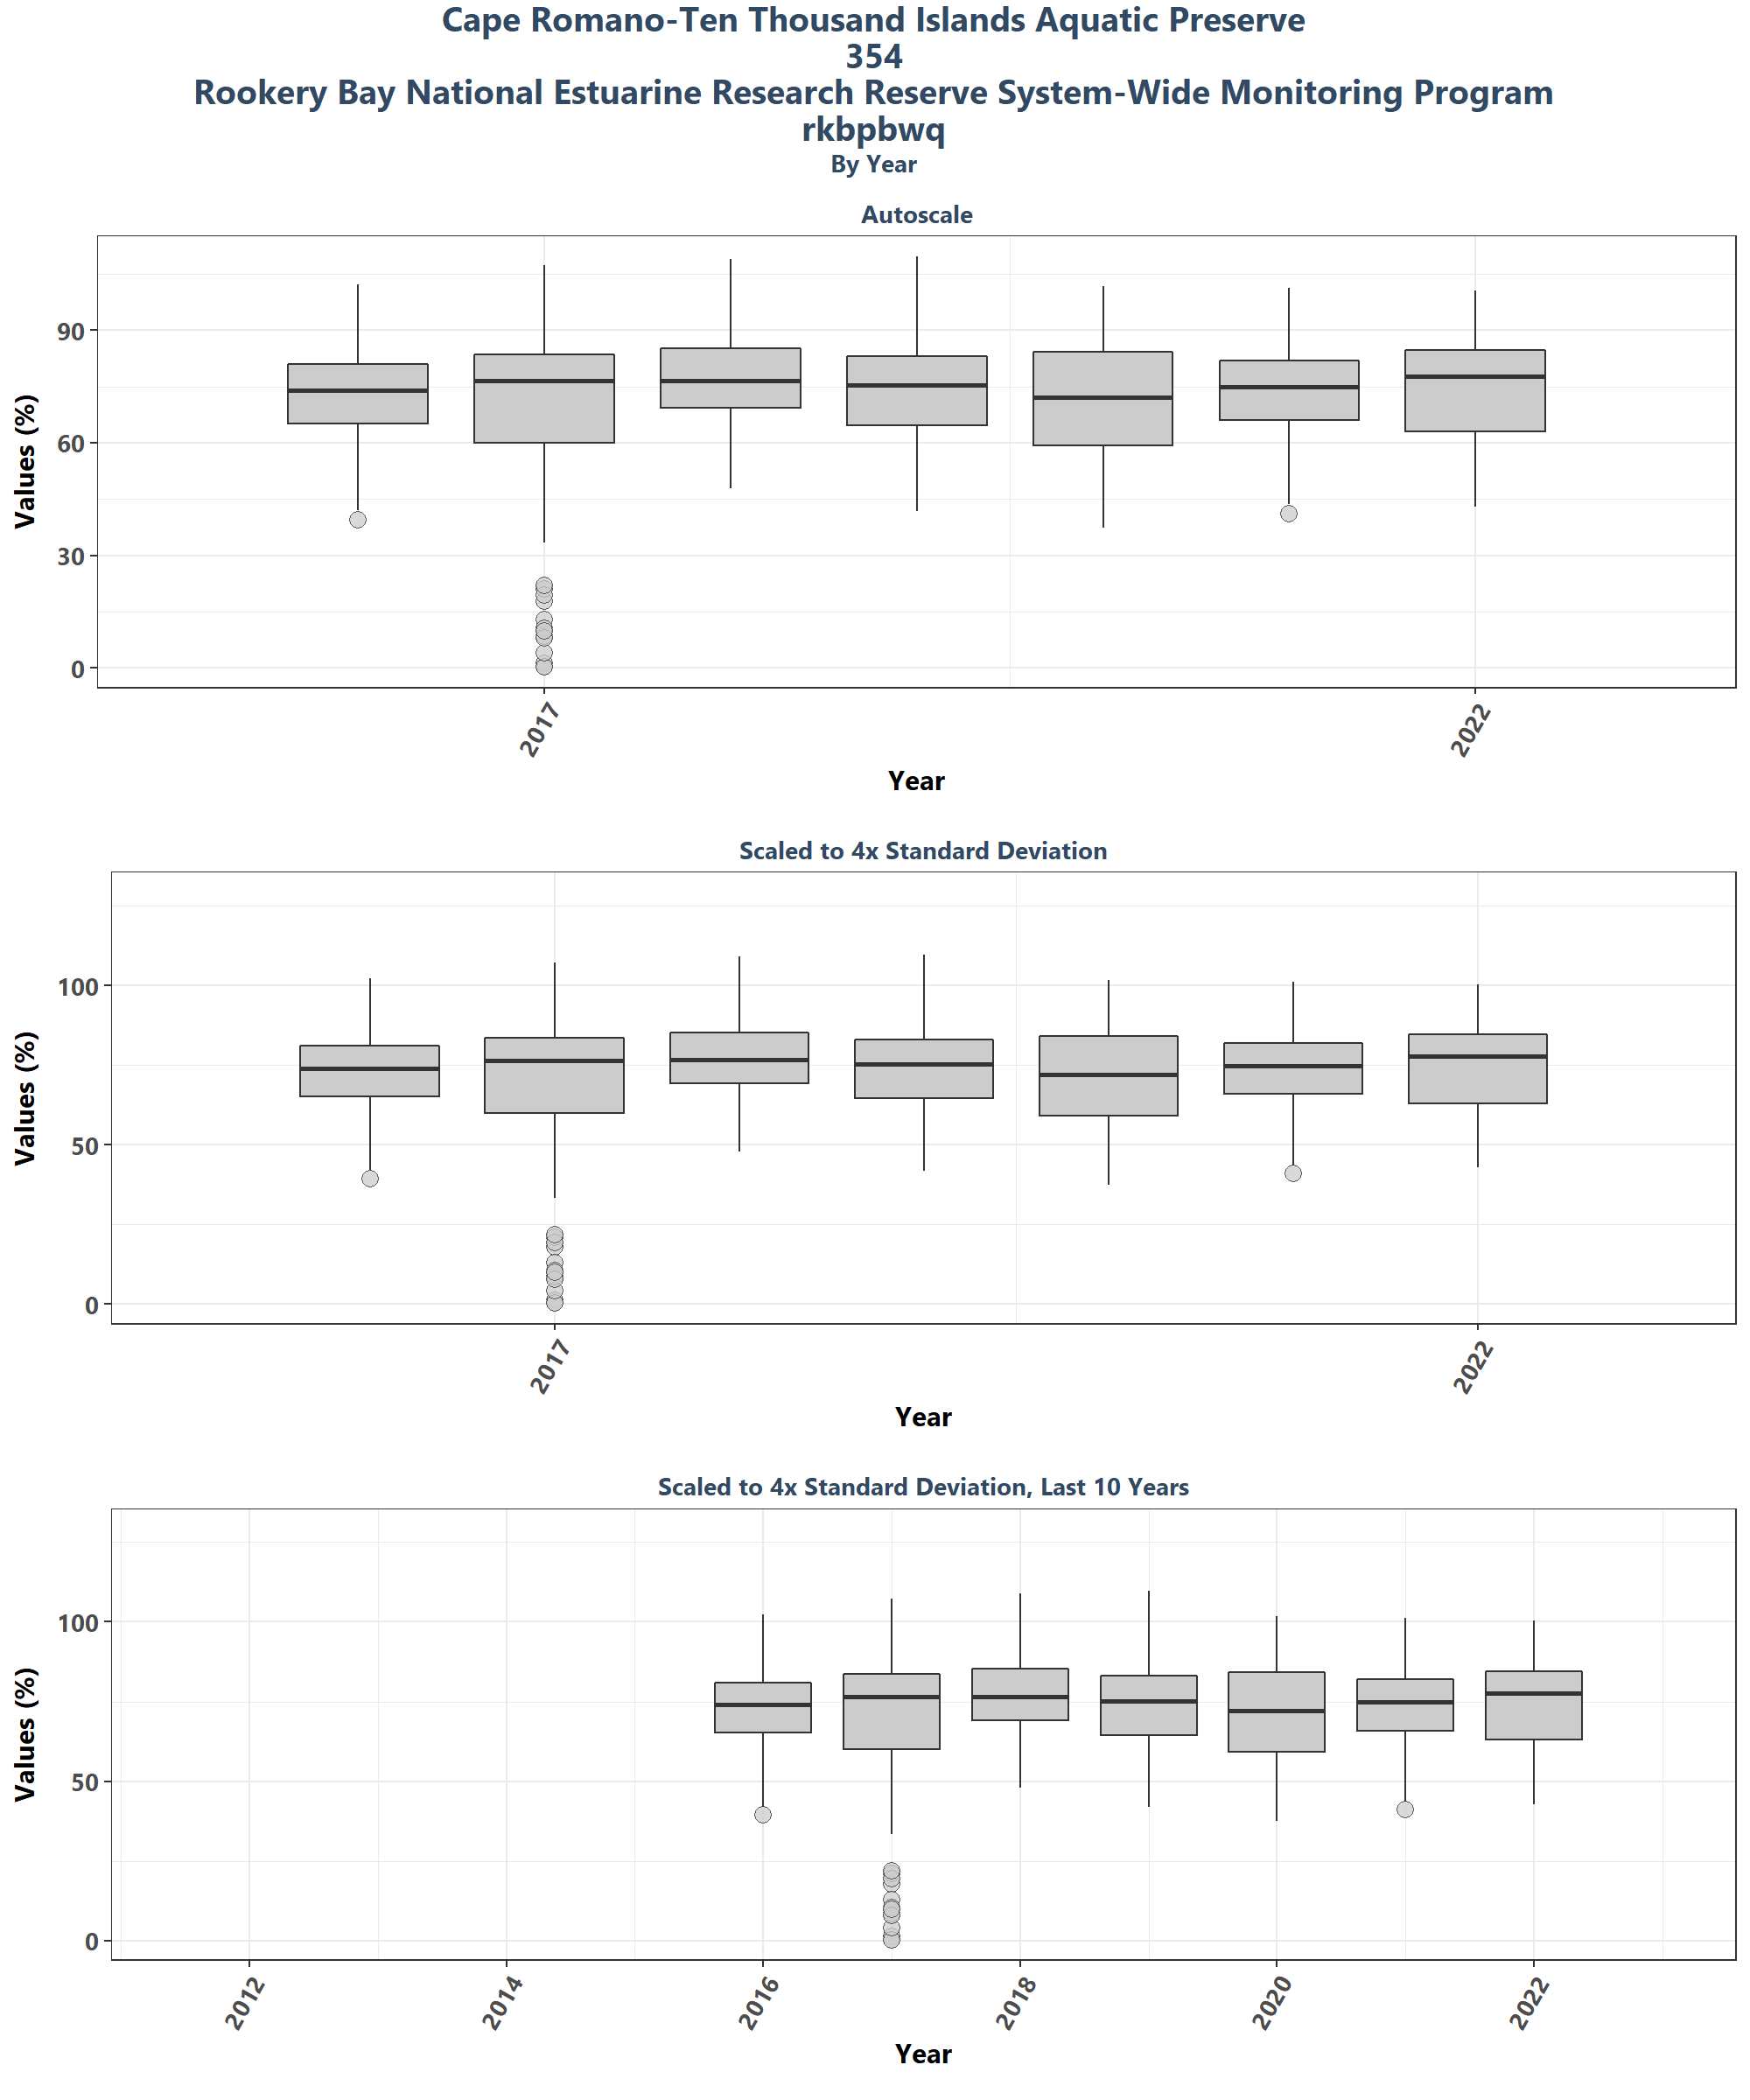 Cape Romano-Ten Thousand Islands Aquatic Preserve
354
Rookery Bay National Estuarine Research Reserve System-Wide Monitoring Program
rkbpbwq
By Year
Autoscale
Values (%)
90
60
30
0
2017
2022
Year
Scaled to 4x Standard Deviation
Values (%)
100
50
0
2017
2022
Year
Scaled to 4x Standard Deviation, Last 10 Years
Values (%)
100
50
0
2012
2014
2016
2018
2020
2022
Year